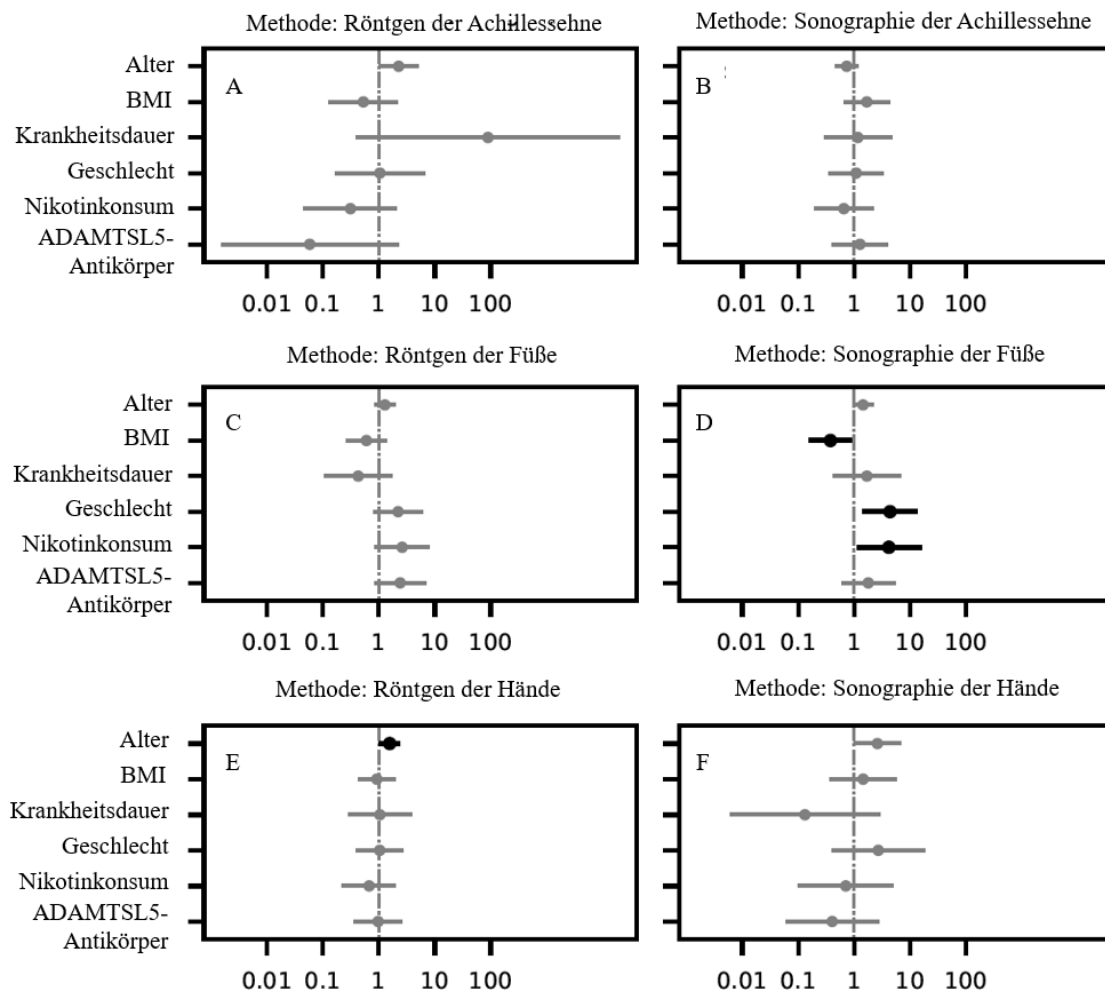 Methode: Röntgen der Achillessehne
Methode: Sonographie der Achillessehne
Alter
BMI
Krankheitsdauer
Geschlecht
Nikotinkonsum
ADAMTSL5-
Antikörper
A
B
0.01 0.1 1 10 100
0.01 0.1 1 10 100
Methode: Röntgen der Füße
Methode: Sonographie der Füße
Alter
BMI
Krankheitsdauer
Geschlecht
Nikotinkonsum
ADAMTSL5-
Antikörper
C
D
0.01 0.1 1 10 100
0.01 0.1 1 10 100
Methode: Röntgen der Hände
Methode: Sonographie der Hände
Alter
BMI
Krankheitsdauer
Geschlecht
Nikotinkonsum
ADAMTSL5-
Antikörper
E
F
0.01 0.1 1 10 100
0.01 0.1 1 10 100